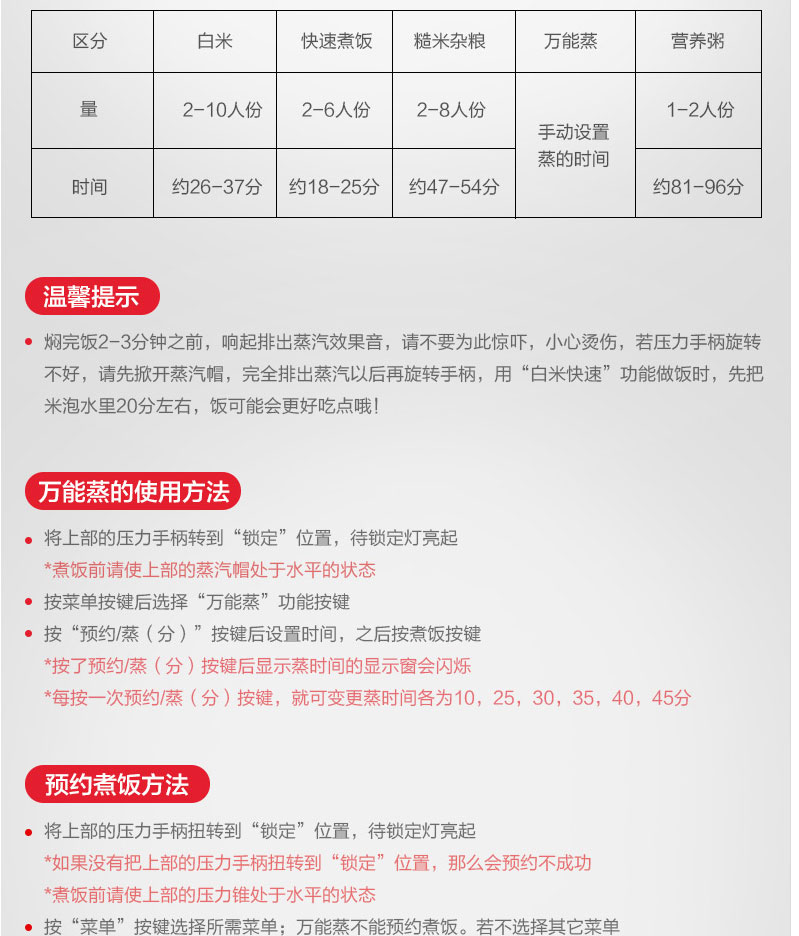 区分 白米 快速煮饭 糙米杂粮 万能蒸 营养粥
量 2-10人份 2-6人份 2-8人份 手动设置 1-2人份
蒸的时间
时间 约26-37分 约18-25分 约47-54分 约81-96分
温馨提示
焖完饭2-3分钟之前，响起排出蒸汽效果音，请不要为此惊吓，小心烫伤，若压力手柄旋转
不好，请先掀开蒸汽帽，完全排出蒸汽以后再旋转手柄，用“白米快速”功能做饭时，先把
米泡水里20分左右，饭可能会更好吃点哦！
万能蒸的使用方法
将上部的压力手柄转到“锁定”位置，待锁定灯亮起
*煮饭前请使上部的蒸汽帽处于水平的状态
按菜单按键后选择“万能蒸”功能按键
按“预约/蒸（分）”按键后设置时间，之后按煮饭按键
*按了预约/蒸（分）按键后显示蒸时间的显示窗会闪烁
*每按一次预约/蒸（分）按键，就可变更蒸时间各为10，25，30，35，40，45分
预约煮饭方法
将上部的压力手柄扭转到“锁定”位置，待锁定灯亮起
*如果没有把上部的压力手柄扭转到“锁定”位置，那么会预约不成功
*煮饭前请使上部的压力锥处于水平的状态
按“菜单”按键选择所需菜单；万能蒸不能预约煮饭。若不选择其它菜单